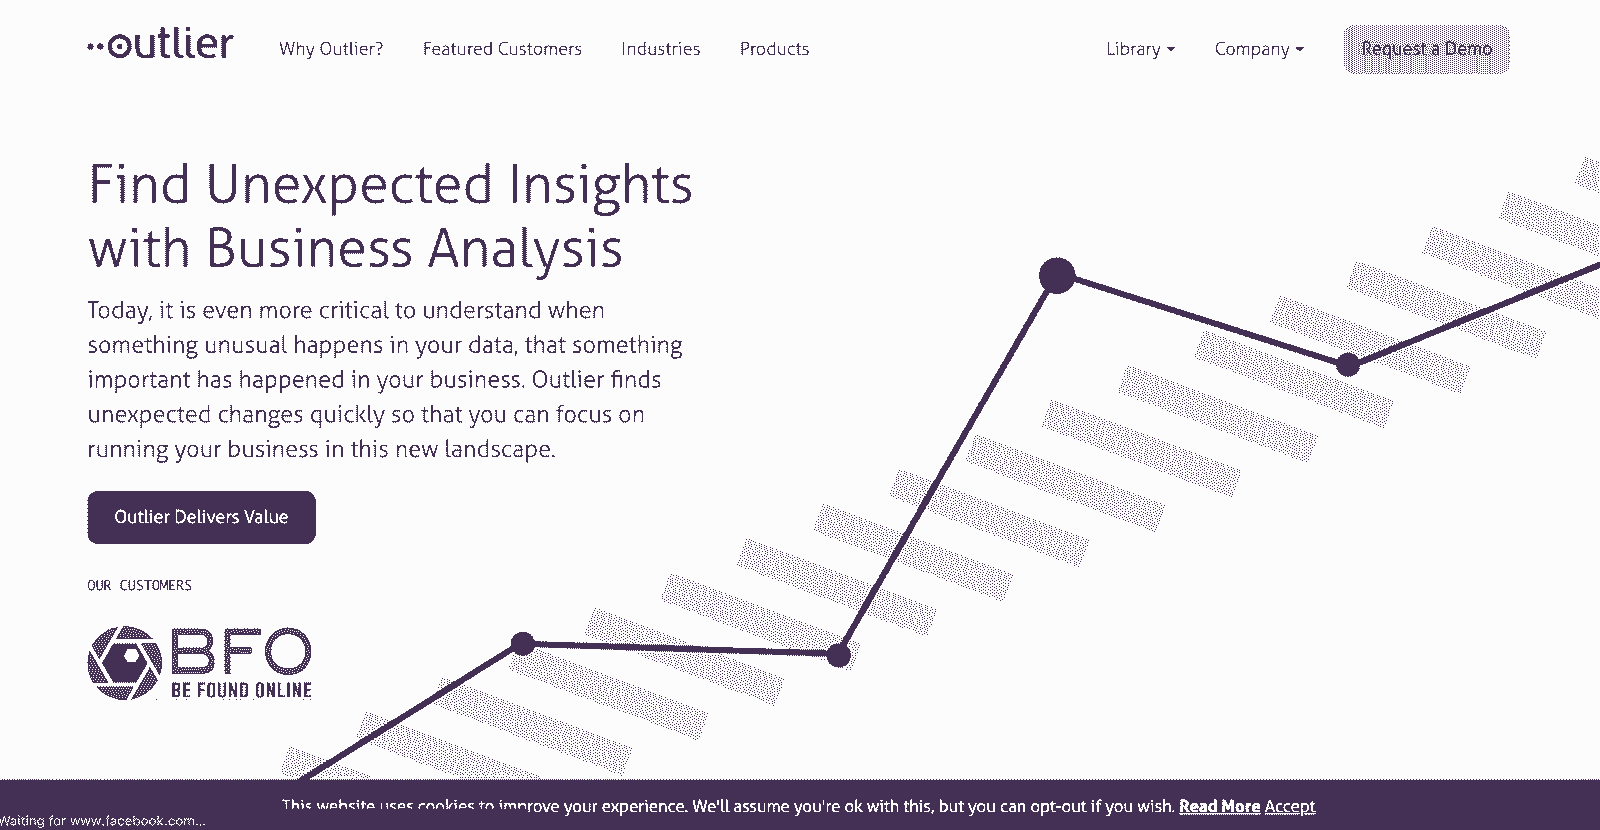 outlier
Why Outlier? Featured Customers Industries Products Library Company Request a Demo
Find Unexpected Insights
with Business Analysis
Today, it is even more critical to understand when
something unusual happens in your data, that something
important has happened in your business. Outlier finds
unexpected changes quickly so that you can focus on
running your business in this new landscape.
Outlier Delivers Value
OUR CUSTOMERS
BFO
BE FOUND ONLINE
This website uses cookies to improve your experience. We'll assume you're ok with this, but you can opt-out if you wish. Read More Accept
Waiting for www.facebook.com...